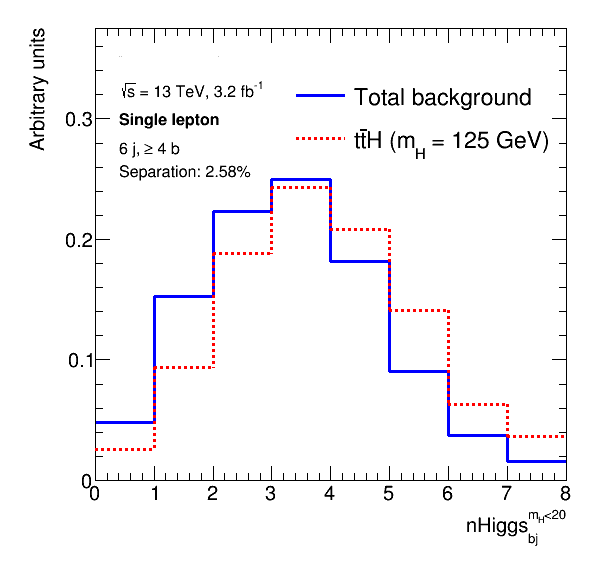 Arbitrary units
√s = 13 TeV, 3.2 fb⁻¹
Single lepton
6 j, ≥ 4 b
Separation: 2.58%
Total background
tt̄H (m_H = 125 GeV)
0.3
0.2
0.1
0
0 1 2 3 4 5 6 7 8
nHiggs_bj^{m_H<20}